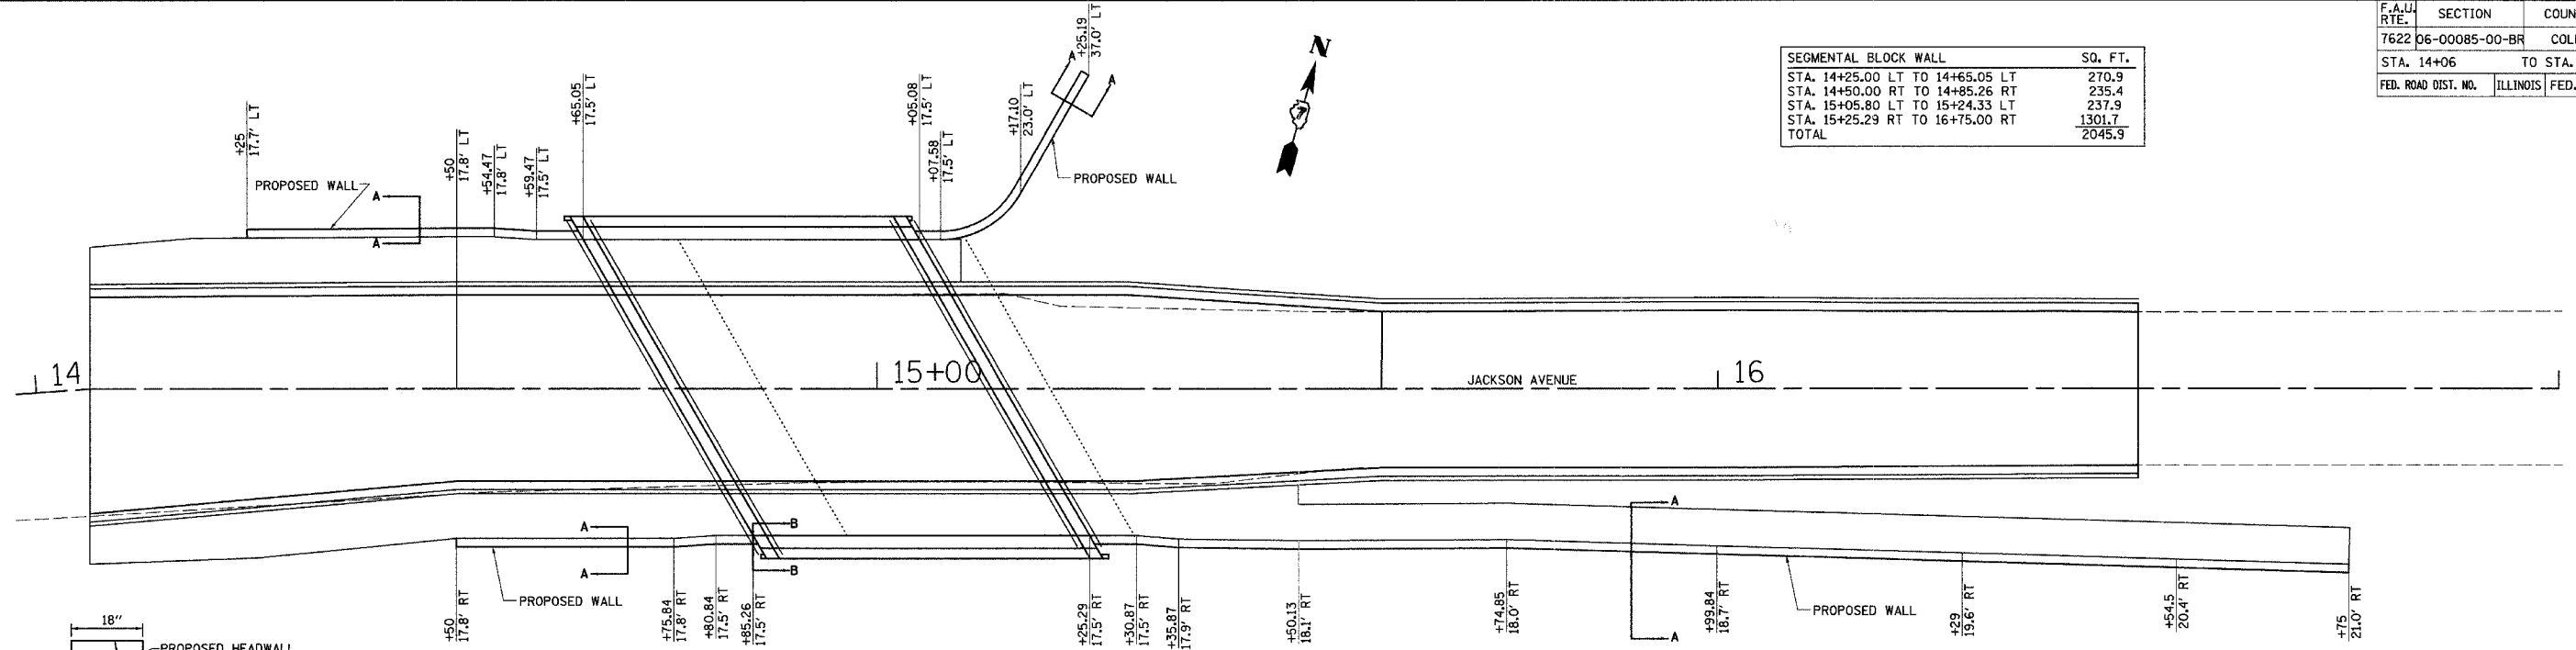 F.A.U. RTE. SECTION COUN
7622 06-00085-00-BR COL
STA. 14+06 TO STA.
FED. ROAD DIST. NO. ILLINOIS FED.
SEGMENTAL BLOCK WALL SQ. FT.
STA. 14+25.00 LT TO 14+65.05 LT 270.9
STA. 14+50.00 RT TO 14+85.26 RT 235.4
STA. 15+05.80 LT TO 15+24.33 LT 237.9
STA. 15+25.29 RT TO 16+75.00 RT 1301.7
TOTAL 2045.9
N
7
+25
17.7' LT
+50
17.8' LT
+54.47
17.8' LT
+59.47
17.5' LT
+65.05
17.5' LT
+05.08
17.5' LT
+07.58
17.5' LT
+17.10
23.0' LT
+25.19
37.0' LT
A
A
PROPOSED WALL
A
A
PROPOSED WALL
14
15+00
JACKSON AVENUE
16
A
A
B
B
A
A
PROPOSED WALL
PROPOSED WALL
+50
17.8' RT
+75.84
17.8' RT
+80.84
17.5' RT
+85.26
17.5' RT
+25.29
17.5' RT
+30.87
17.5' RT
+35.87
17.9' RT
+50.13
18.1' RT
+74.85
18.0' RT
+99.84
18.7' RT
+29
19.6' RT
+54.5
20.4' RT
+75
21.0' RT
18"
PROPOSED HEADWALL